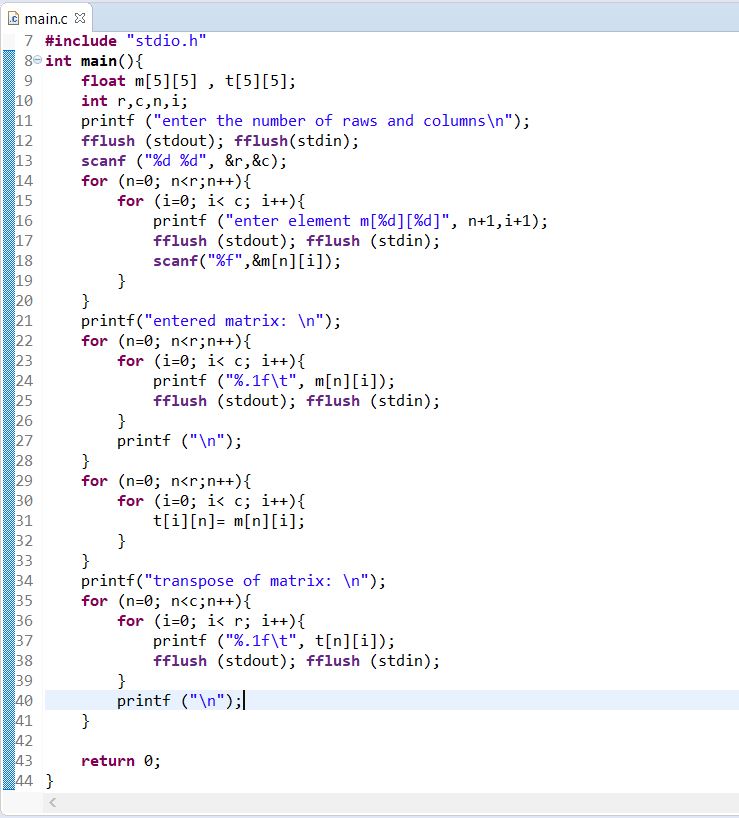 main.c
7 #include "stdio.h"
8 int main(){
9     float m[5][5] , t[5][5];
10     int r,c,n,i;
11     printf ("enter the number of raws and columns\n");
12     fflush (stdout); fflush(stdin);
13     scanf ("%d %d", &r,&c);
14     for (n=0; n<r;n++){
15         for (i=0; i< c; i++){
16             printf ("enter element m[%d][%d]", n+1,i+1);
17             fflush (stdout); fflush (stdin);
18             scanf("%f",&m[n][i]);
19         }
20     }
21     printf("entered matrix: \n");
22     for (n=0; n<r;n++){
23         for (i=0; i< c; i++){
24             printf ("%.1f\t", m[n][i]);
25             fflush (stdout); fflush (stdin);
26         }
27         printf ("\n");
28     }
29     for (n=0; n<r;n++){
30         for (i=0; i< c; i++){
31             t[i][n]= m[n][i];
32         }
33     }
34     printf("transpose of matrix: \n");
35     for (n=0; n<c;n++){
36         for (i=0; i< r; i++){
37             printf ("%.1f\t", t[n][i]);
38             fflush (stdout); fflush (stdin);
39         }
40         printf ("\n");
41     }
42
43     return 0;
44 }